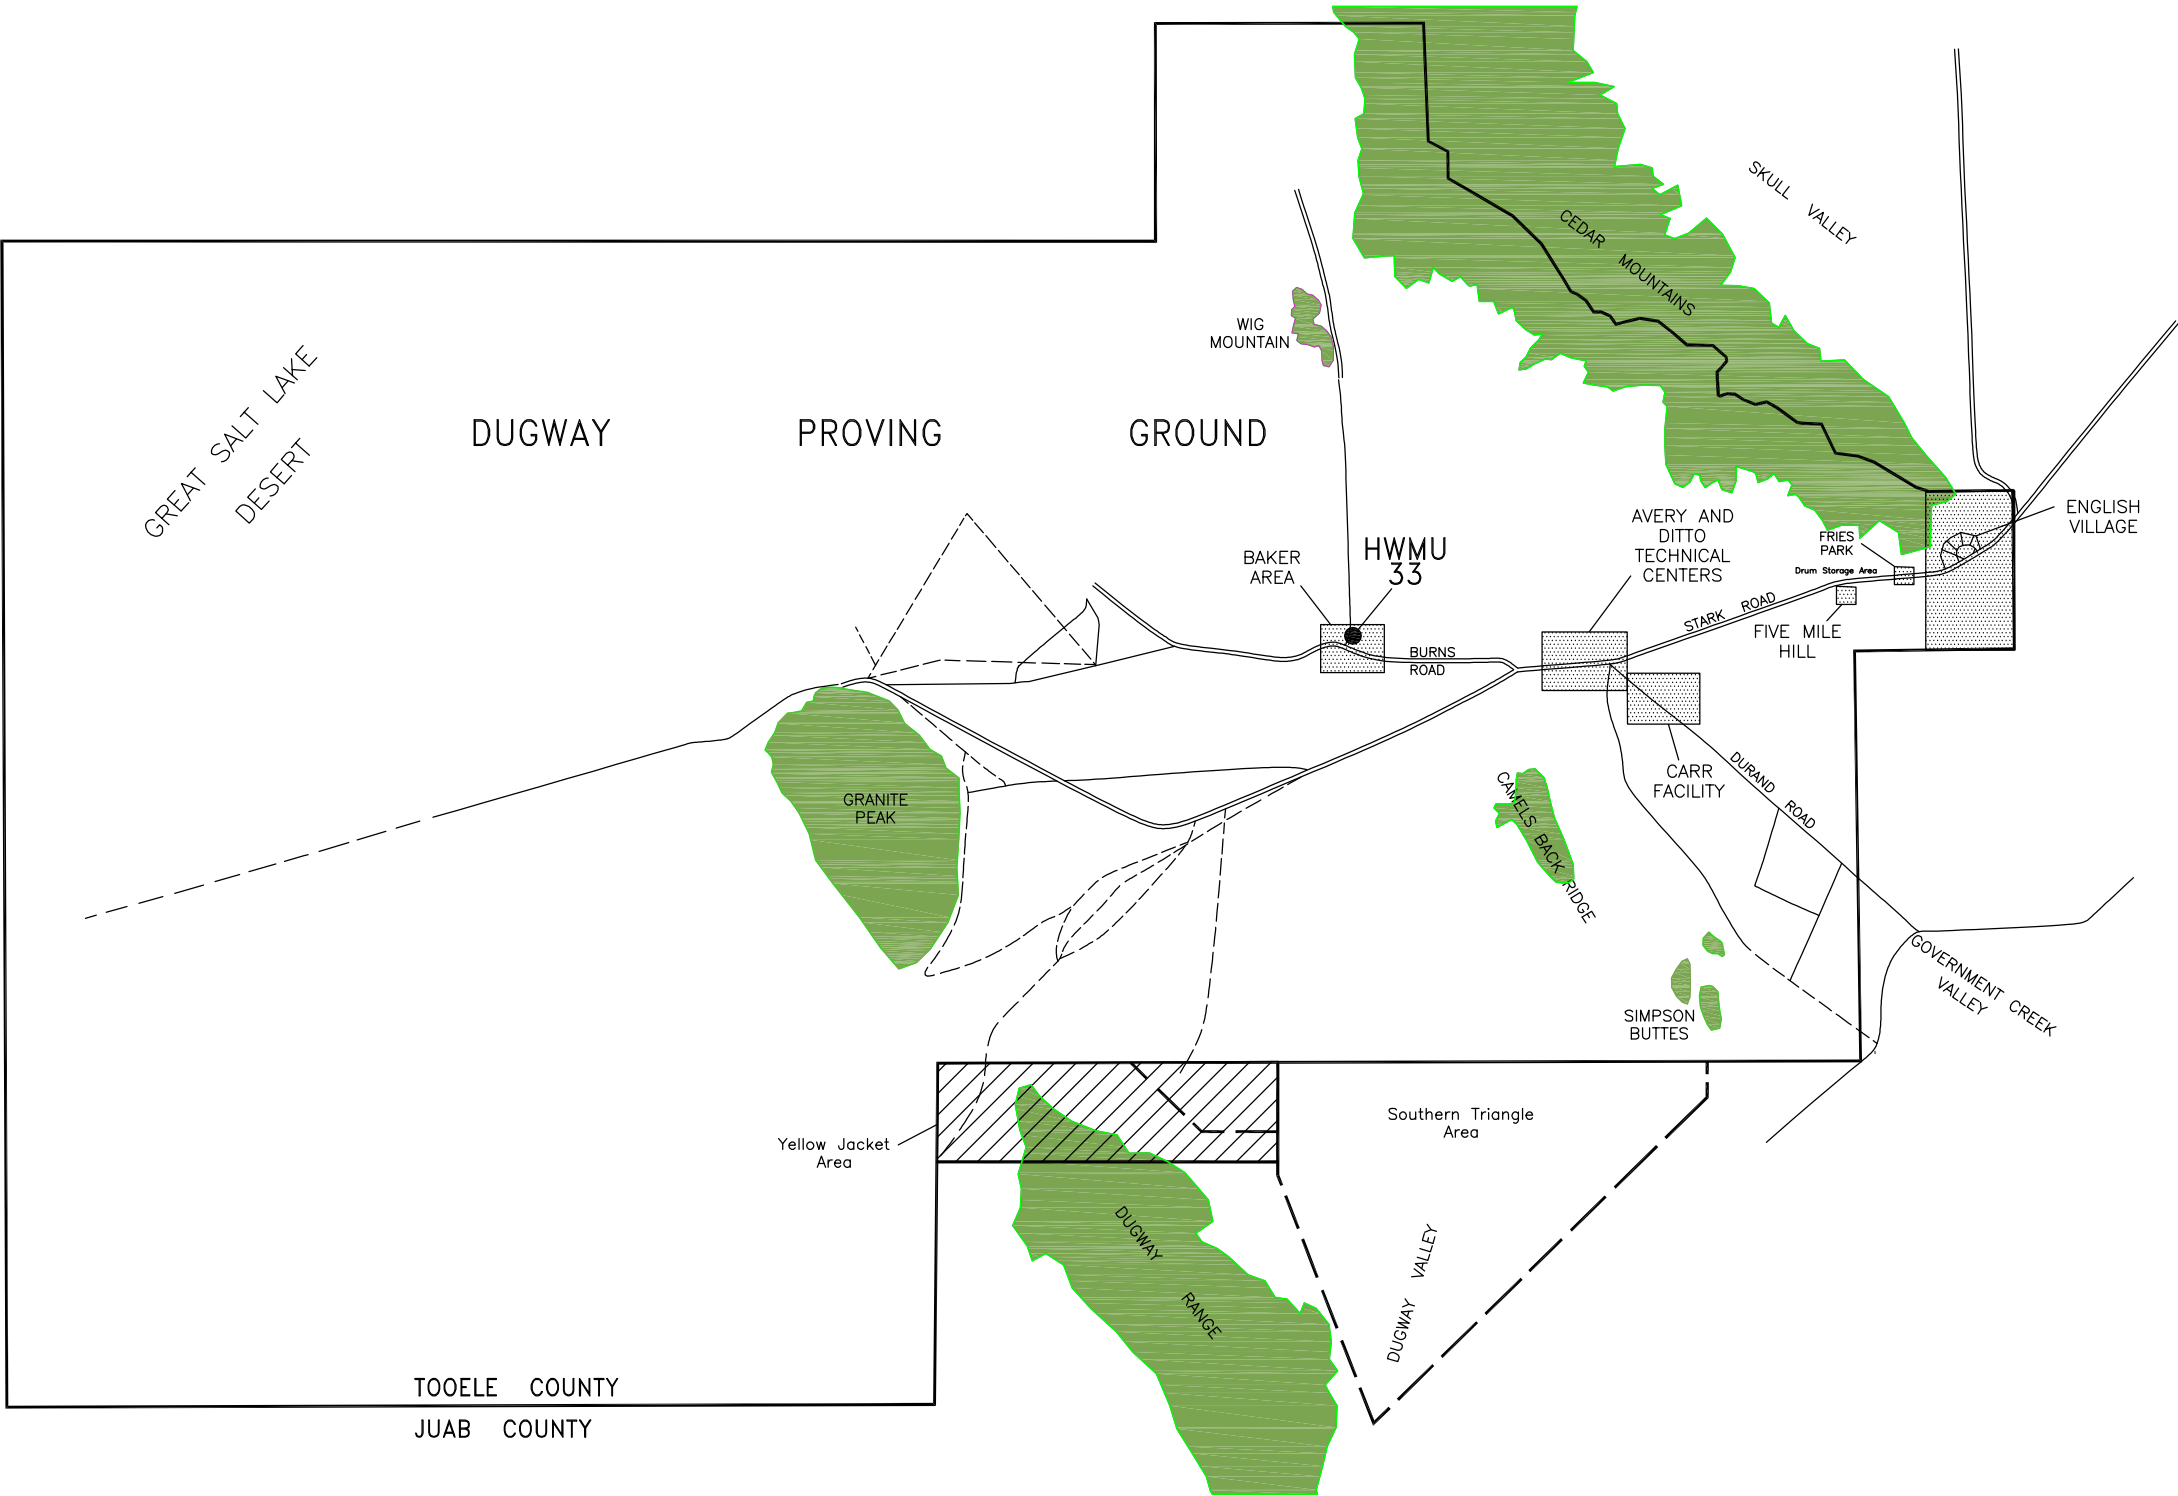 SKULL VALLEY
CEDAR
MOUNTAINS
WIG
MOUNTAIN
GREAT SALT LAKE
DESERT
DUGWAY PROVING GROUND
ENGLISH
VILLAGE
AVERY AND
DITTO
TECHNICAL
CENTERS
FRIES
PARK
Drum Storage Area
HWMU
33
BAKER
AREA
STARK ROAD
FIVE MILE
HILL
BURNS
ROAD
CARR
FACILITY
DURAND ROAD
GRANITE
PEAK
CAMELS BACK RIDGE
GOVERNMENT CREEK
VALLEY
SIMPSON
BUTTES
Southern Triangle
Area
Yellow Jacket
Area
DUGWAY
RANGE
DUGWAY VALLEY
TOOELE COUNTY
JUAB COUNTY